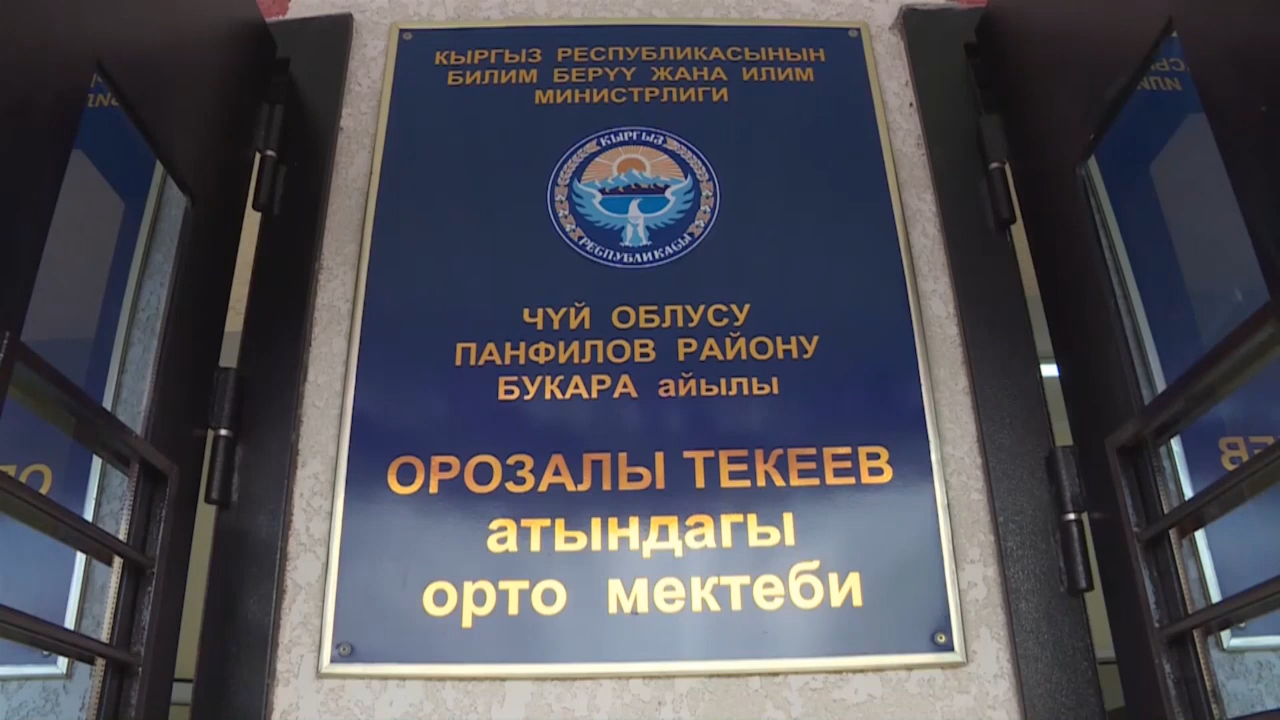 КЫРГЫЗ РЕСПУБЛИКАСЫНЫН
БИЛИМ БЕРҮҮ ЖАНА ИЛИМ
МИНИСТРЛИГИ
КЫРГЫЗ
РЕСПУБЛИКАСЫ
ЧҮЙ ОБЛУСУ
ПАНФИЛОВ РАЙОНУ
БУКАРА айылы
ОРОЗАЛЫ ТЕКЕЕВ
атындагы
орто мектеби